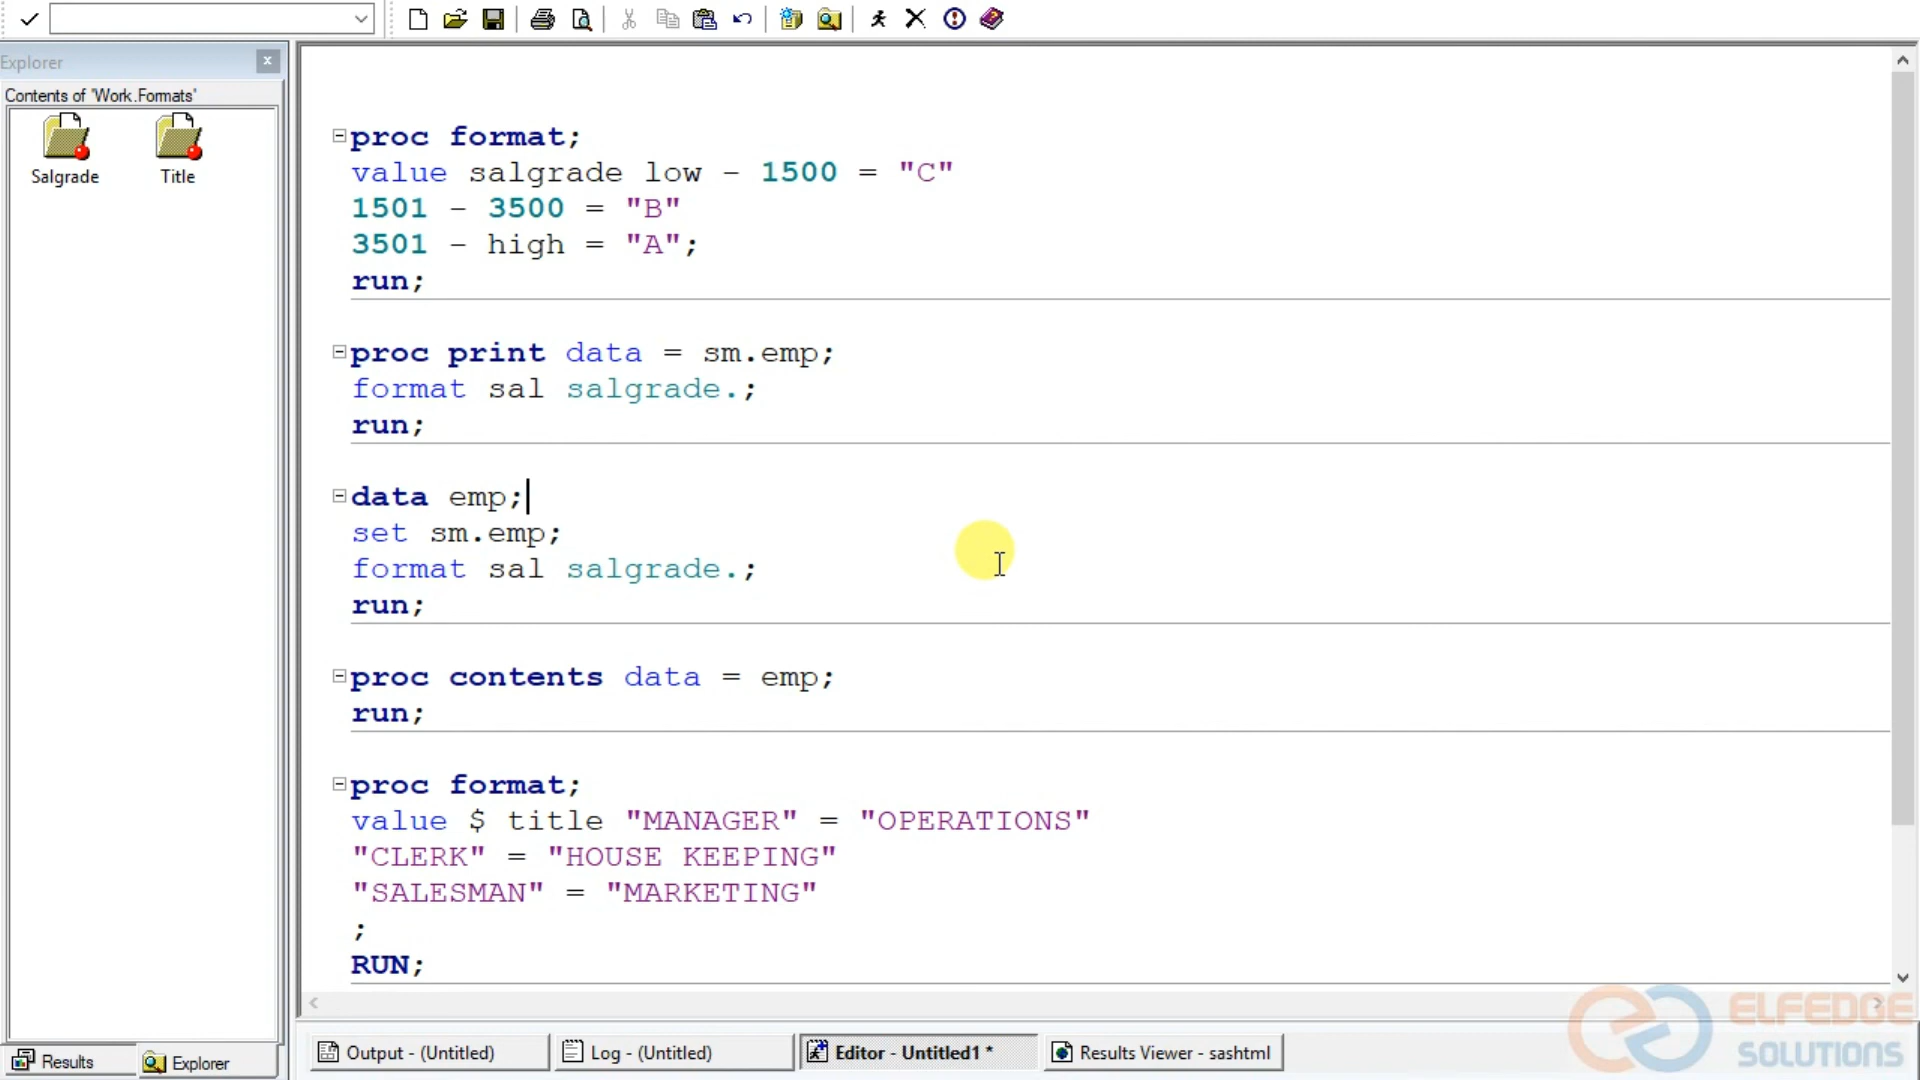 Explorer
Contents of 'Work.Formats'
Salgrade
Title
proc format;
value salgrade low - 1500 = "C"
1501 - 3500 = "B"
3501 - high = "A";
run;
proc print data = sm.emp;
format sal salgrade.;
run;
data emp;
set sm.emp;
format sal salgrade.;
run;
proc contents data = emp;
run;
proc format;
value $ title "MANAGER" = "OPERATIONS"
"CLERK" = "HOUSE KEEPING"
"SALESMAN" = "MARKETING"
;
RUN;
Results
Explorer
Output - (Untitled)
Log - (Untitled)
Editor - Untitled1 *
Results Viewer - sashtml
ELFEDGE
SOLUTIONS